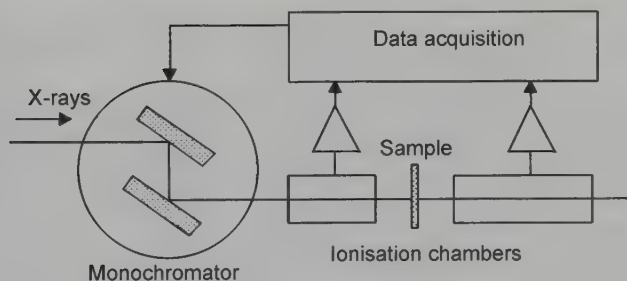 Data acquisition
X-rays
Sample
Ionisation chambers
Monochromator